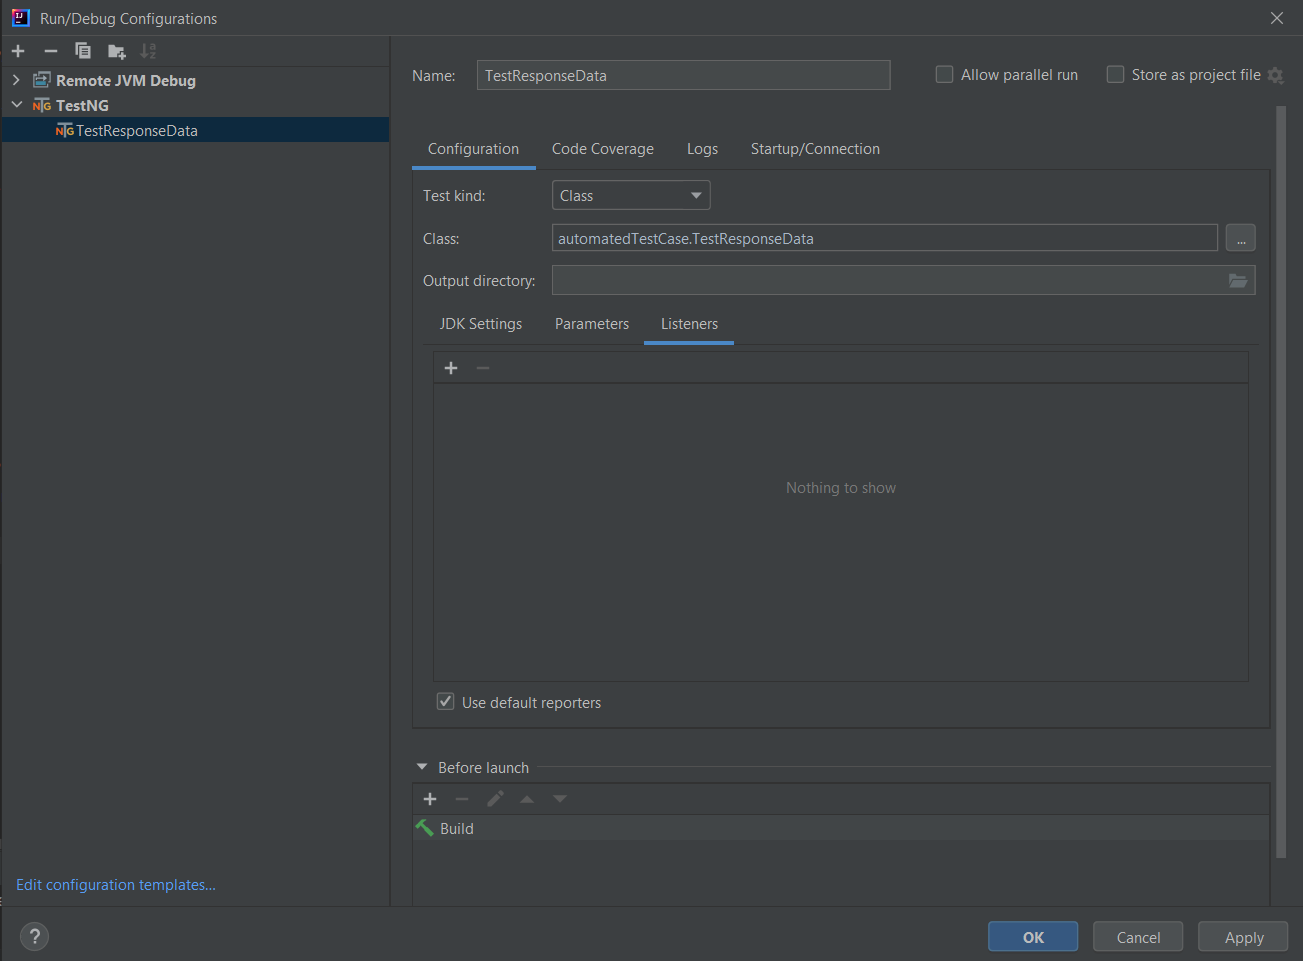 Run/Debug Configurations
Remote JVM Debug
TestNG
TestResponseData
Edit configuration templates...
Name: TestResponseData Allow parallel run Store as project file
Configuration Code Coverage Logs Startup/Connection
Test kind: Class
Class: automatedTestCase.TestResponseData ...
Output directory:
JDK Settings Parameters Listeners
Nothing to show
Use default reporters
Before launch
Build
? OK Cancel Apply